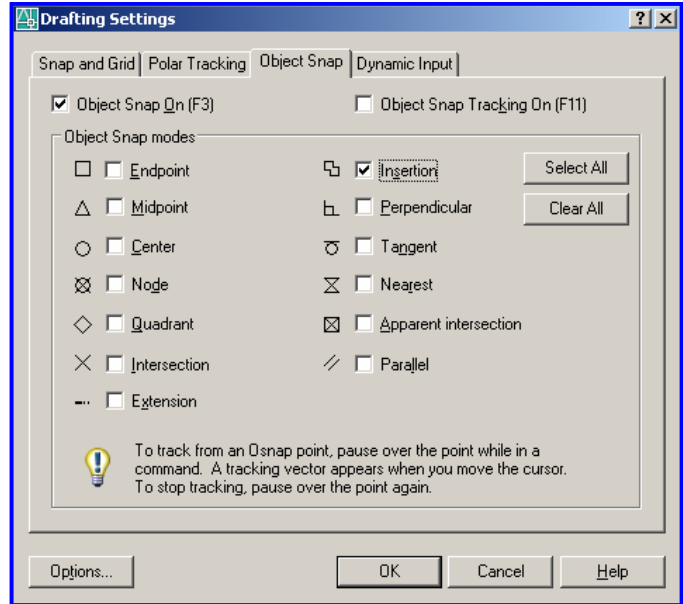 Drafting Settings
Snap and Grid Polar Tracking Object Snap Dynamic Input
Object Snap On (F3) Object Snap Tracking On (F11)
Object Snap modes
Endpoint Insertion Select All
Midpoint Perpendicular Clear All
Center Tangent
Node Nearest
Quadrant Apparent intersection
Intersection Parallel
Extension
To track from an Osnap point, pause over the point while in a
command. A tracking vector appears when you move the cursor.
To stop tracking, pause over the point again.
Options... OK Cancel Help